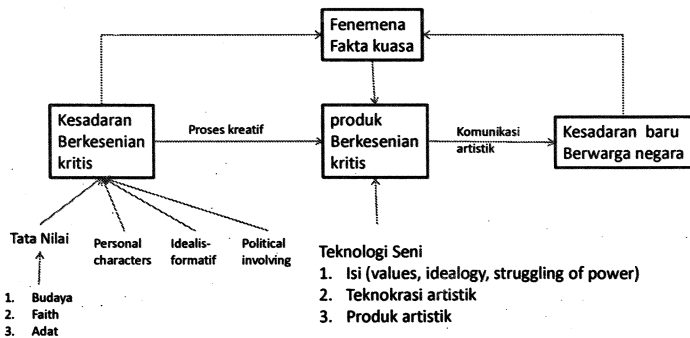 Fenemena
Fakta kuasa
Kesadaran
Berkesenian
kritis
Proses kreatif
produk
Berkesenian
kritis
Komunikasi
artistik
Kesadaran baru
Berwarga negara
Tata Nilai
Personal
characters
Idealis-
formatif
Political
involving
1. Budaya
2. Faith
3. Adat
Teknologi Seni
1. Isi (values, idealogy, struggling of power)
2. Teknokrasi artistik
3. Produk artistik